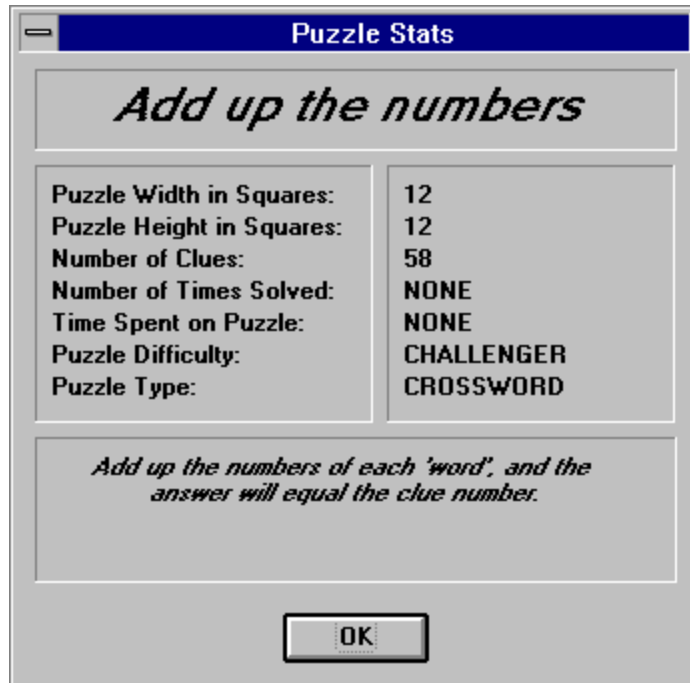 Puzzle Stats
Add up the numbers
Puzzle Width in Squares: 12
Puzzle Height in Squares: 12
Number of Clues: 58
Number of Times Solved: NONE
Time Spent on Puzzle: NONE
Puzzle Difficulty: CHALLENGER
Puzzle Type: CROSSWORD
Add up the numbers of each 'word', and the
answer will equal the clue number.
OK